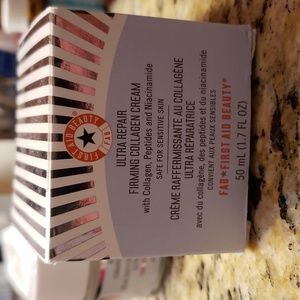 FIRST AID BEAUTY
FAB
ULTRA REPAIR
FIRMING COLLAGEN CREAM
with Collagen, Peptides and Niacinamide
SAFE FOR SENSITIVE SKIN
CRÈME RAFFERMISSANTE AU COLLAGÈNE
ULTRA RÉPARATRICE
avec du collagène, des peptides et du niacinamide
CONVIENT AUX PEAUX SENSIBLES
FAB★FIRST AID BEAUTY®
50 mL (1.7 FL OZ)